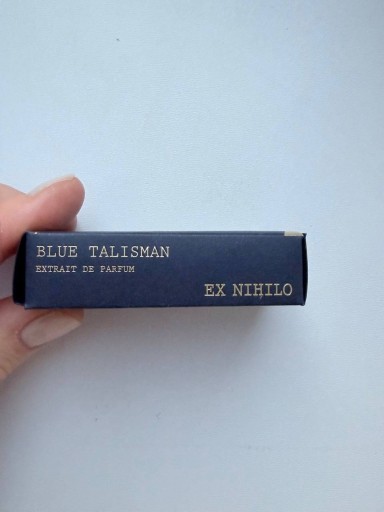 BLUE TALISMAN
EXTRAIT DE PARFUM
EX NIHILO